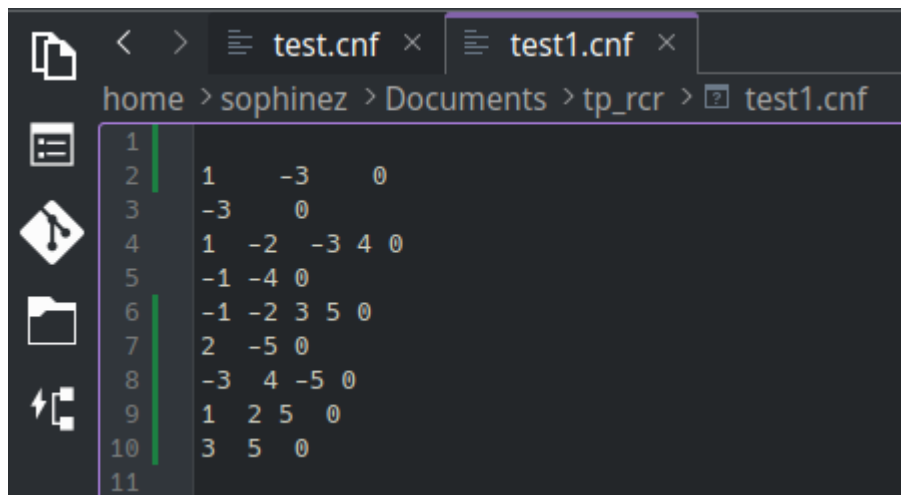 test.cnf × test1.cnf ×
home > sophinez > Documents > tp_rcr > test1.cnf
1
2 1 -3 0
3 -3 0
4 1 -2 -3 4 0
5 -1 -4 0
6 -1 -2 3 5 0
7 2 -5 0
8 -3 4 -5 0
9 1 2 5 0
10 3 5 0
11